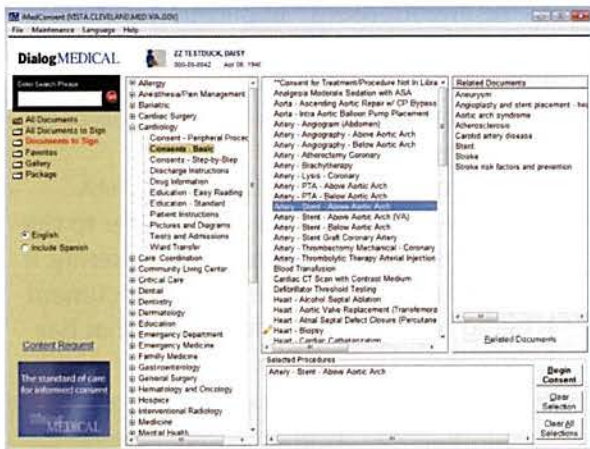 iMedConsent (VISTA.CLEVELAND.MED.VA.GOV)
File Maintenance Language Help
DialogMEDICAL
ZZ TESTDUCK, DAISY
000-00-0042 Apr 08, 194
Enter Search Phrase
Go
All Documents
All Documents to Sign
Documents to Sign
Favorites
Gallery
Package
English
Include Spanish
Content Request
The standard of care
for informed consent
MEDICAL
Allergy
Anesthesia/Pain Management
Bariatric
Cardiac Surgery
Cardiology
Consent - Peripheral Proced
Consents - Basic
Consents - Step-by-Step
Discharge Instructions
Drug Information
Education - Easy Reading
Education - Standard
Patient Instructions
Pictures and Diagrams
Tests and Admissions
Ward Transfer
Care Coordination
Community Living Center
Critical Care
Dental
Dentistry
Dermatology
Education
Emergency Department
Emergency Medicine
Family Medicine
Gastroenterology
General Surgery
Hematology and Oncology
Hospice
Interventional Radiology
Medicine
Mental Health
**Consent for Treatment/Procedure Not In Libra
Analgesia Moderate Sedation with ASA
Aorta - Ascending Aortic Repair w/ CP Bypass
Aorta - Intra Aortic Balloon Pump Placement
Artery - Angiogram (Abdomen)
Artery - Angiography - Above Aortic Arch
Artery - Angiography - Below Aortic Arch
Artery - Atherectomy Coronary
Artery - Brachytherapy
Artery - Lysis - Coronary
Artery - PTA - Above Aortic Arch
Artery - PTA - Below Aortic Arch
Artery - Stent - Above Aortic Arch
Artery - Stent - Above Aortic Arch (VA)
Artery - Stent - Below Aortic Arch
Artery - Stent Graft Coronary Artery
Artery - Thrombectomy Mechanical - Coronary
Artery - Thrombolytic Therapy Arterial Injection
Blood Transfusion
Cardiac CT Scan with Contrast Medium
Defibrillator Threshold Testing
Heart - Alcohol Septal Ablation
Heart - Aortic Valve Replacement (Transfemora
Heart - Atrial Septal Defect Closure (Percutane
Heart - Biopsy
Heart - Cardiac Catheterization
Related Documents
Aneurysm
Angioplasty and stent placement - hea
Aortic arch syndrome
Atherosclerosis
Carotid artery disease
Stent
Stroke
Stroke risk factors and prevention
Related Documents
Selected Procedures
Artery - Stent - Above Aortic Arch
Begin
Consent
Clear
Selection
Clear All
Selections